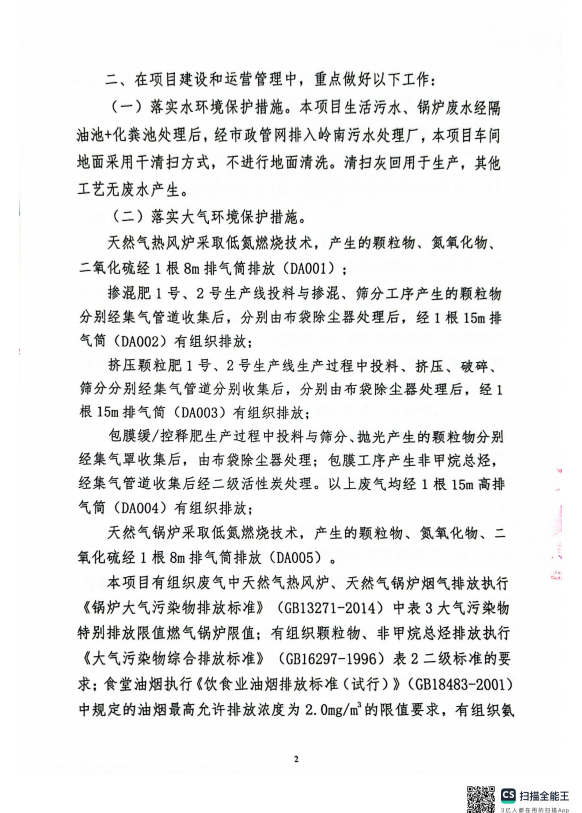 二、在项目建设和运营管理中，重点做好以下工作：
（一）落实水环境保护措施。本项目生活污水、锅炉废水经隔
油池+化粪池处理后，经市政管网排入岭南污水处理厂，本项目车间
地面采用干清扫方式，不进行地面清洗。清扫灰回用于生产，其他
工艺无废水产生。
（二）落实大气环境保护措施。
天然气热风炉采取低氮燃烧技术，产生的颗粒物、氮氧化物、
二氧化硫经1根8m排气筒排放（DA001）；
掺混肥1号、2号生产线投料与掺混、筛分工序产生的颗粒物
分别经集气管道收集后，分别由布袋除尘器处理后，经1根15m排
气筒（DA002）有组织排放；
挤压颗粒肥1号、2号生产线生产过程中投料、挤压、破碎、
筛分分别经集气管道分别收集后，分别由布袋除尘器处理后，经1
根15m排气筒（DA003）有组织排放；
包膜缓/控释肥生产过程中投料与筛分、抛光产生的颗粒物分别
经集气罩收集后，由布袋除尘器处理；包膜工序产生非甲烷总烃，
经集气管道收集后经二级活性炭处理。以上废气均经1根15m高排
气筒（DA004）有组织排放；
天然气锅炉采取低氮燃烧技术，产生的颗粒物、氮氧化物、二
氧化硫经1根8m排气筒排放（DA005）。
本项目有组织废气中天然气热风炉、天然气锅炉烟气排放执行
《锅炉大气污染物排放标准》（GB13271-2014）中表3大气污染物
特别排放限值燃气锅炉限值；有组织颗粒物、非甲烷总烃排放执行
《大气污染物综合排放标准》（GB16297-1996）表2二级标准的要
求；食堂油烟执行《饮食业油烟排放标准（试行）》（GB18483-2001）
中规定的油烟最高允许排放浓度为2.0mg/m³的限值要求，有组织氨
2
CS 扫描全能王
3亿人都在用的扫描App